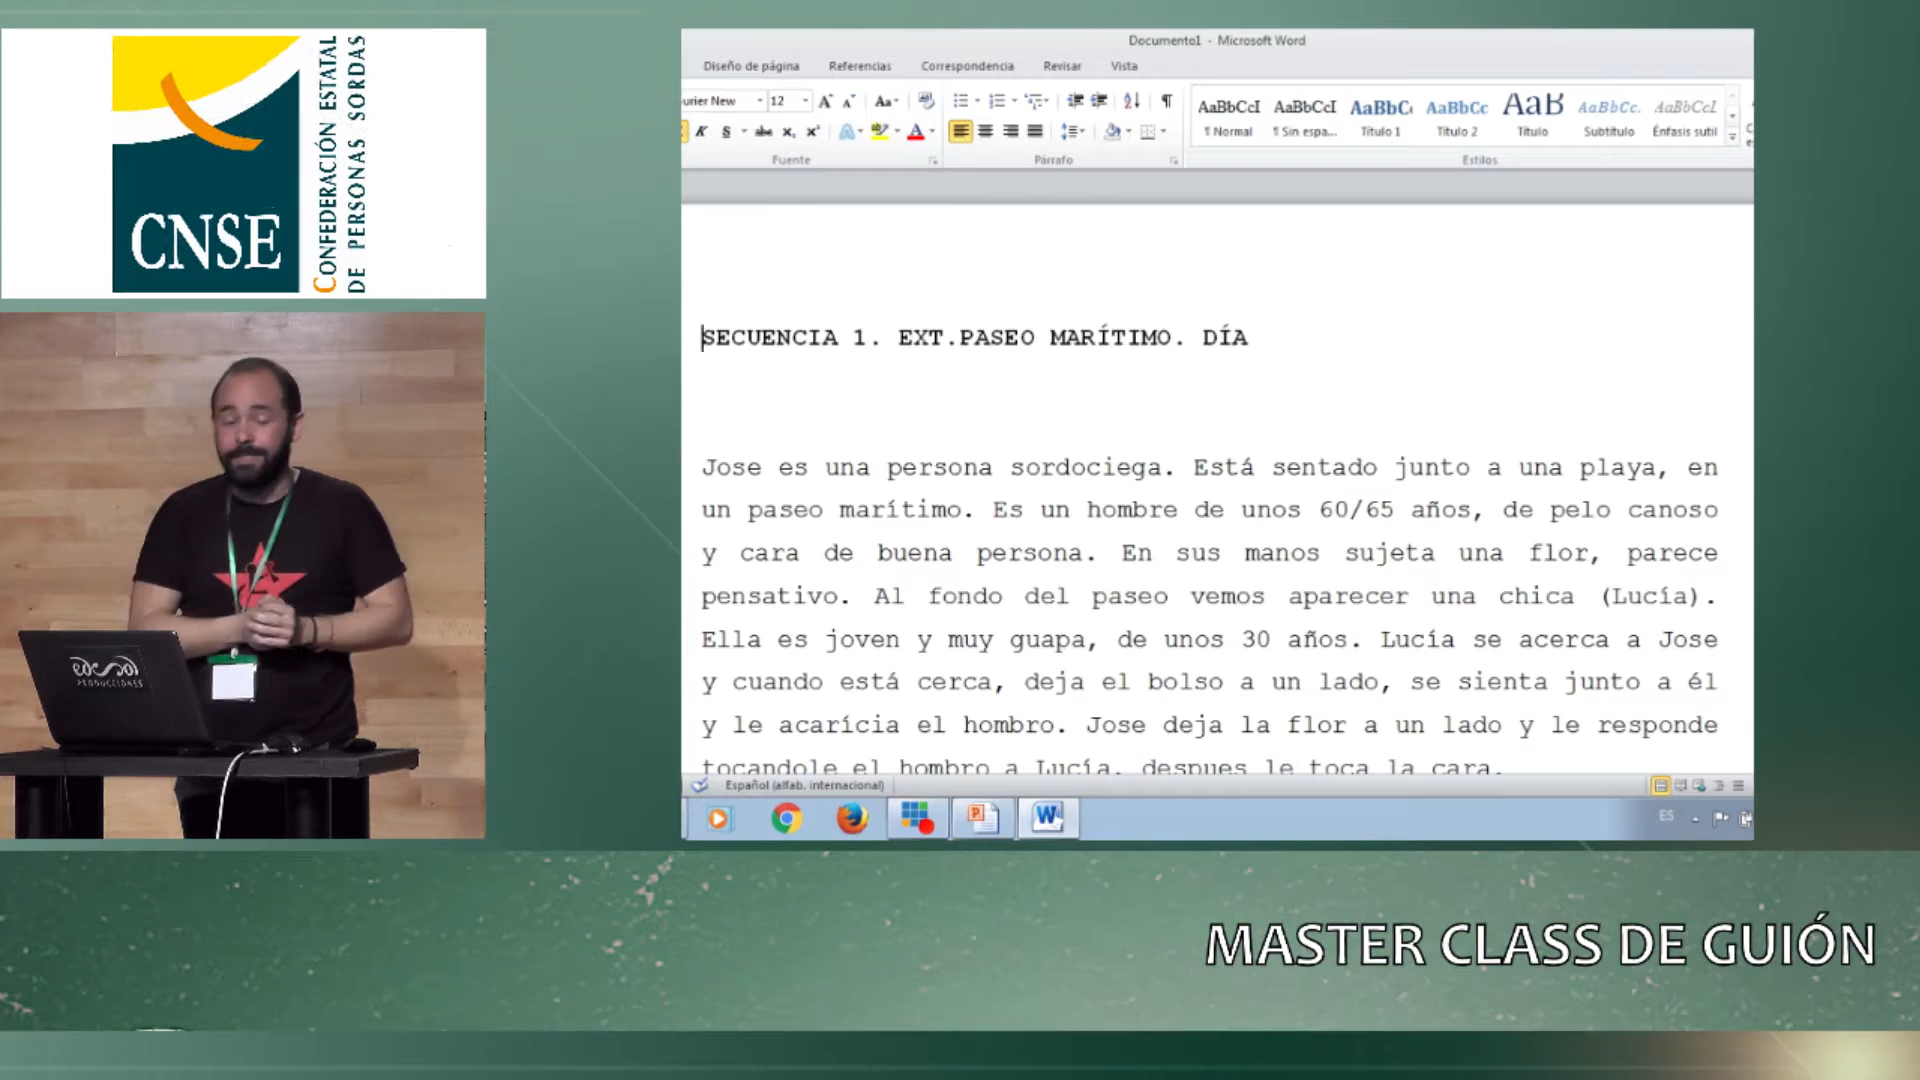 CONFEDERACIÓN ESTATAL
DE PERSONAS SORDAS
CNSE
edsol
PRODUCCIONES
Documento1 - Microsoft Word
Diseño de página Referencias Correspondencia Revisar Vista
urier New 12 Aa
AaBbCcI AaBbCcI AaBbC AaBbCc AaB AaBbCc. AaBbCcI
¶ Normal ¶ Sin espa... Título 1 Título 2 Título Subtítulo Énfasis sutil
Fuente Párrafo Estilos
SECUENCIA 1. EXT.PASEO MARÍTIMO. DÍA
Jose es una persona sordociega. Está sentado junto a una playa, en
un paseo marítimo. Es un hombre de unos 60/65 años, de pelo canoso
y cara de buena persona. En sus manos sujeta una flor, parece
pensativo. Al fondo del paseo vemos aparecer una chica (Lucía).
Ella es joven y muy guapa, de unos 30 años. Lucía se acerca a Jose
y cuando está cerca, deja el bolso a un lado, se sienta junto a él
y le acarícia el hombro. Jose deja la flor a un lado y le responde
tocandole el hombro a Lucía, despues le toca la cara.
Español (alfab. internacional)
ES
MASTER CLASS DE GUIÓN